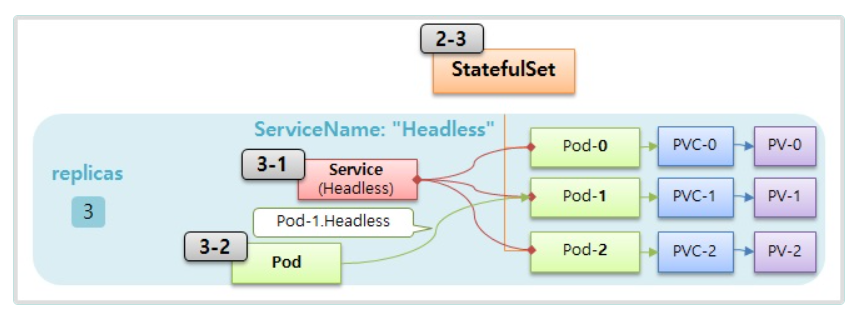 2-3
StatefulSet
ServiceName: "Headless"
replicas
3
3-1
Service
(Headless)
Pod-1.Headless
3-2
Pod
Pod-0
PVC-0
PV-0
Pod-1
PVC-1
PV-1
Pod-2
PVC-2
PV-2